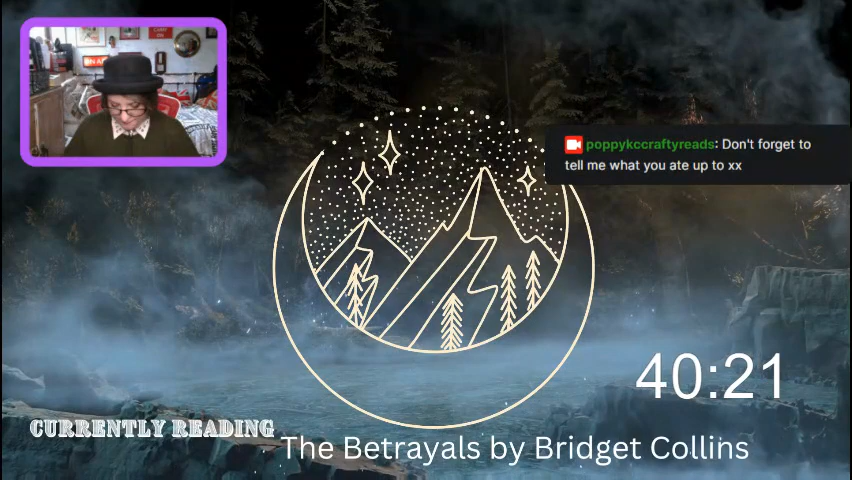 poppykccraftyreads: Don't forget to
tell me what you ate up to xx
40:21
CURRENTLY READING
The Betrayals by Bridget Collins